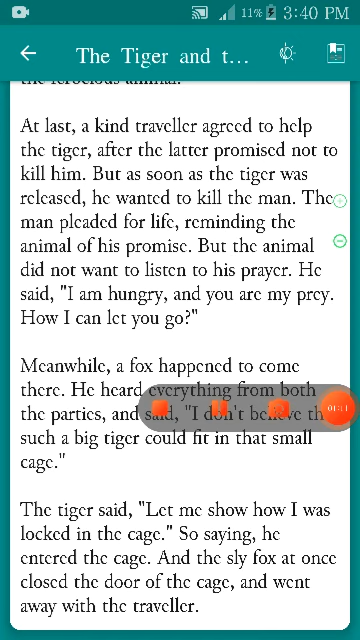 11% 3:40 PM
The Tiger and t...
the ferocious animal.
At last, a kind traveller agreed to help
the tiger, after the latter promised not to
kill him. But as soon as the tiger was
released, he wanted to kill the man. The
man pleaded for life, reminding the
animal of his promise. But the animal
did not want to listen to his prayer. He
said, "I am hungry, and you are my prey.
How I can let you go?"
Meanwhile, a fox happened to come
there. He heard everything from both
the parties, and said, "I don't believe th
such a big tiger could fit in that small
cage."
The tiger said, "Let me show how I was
locked in the cage." So saying, he
entered the cage. And the sly fox at once
closed the door of the cage, and went
away with the traveller.